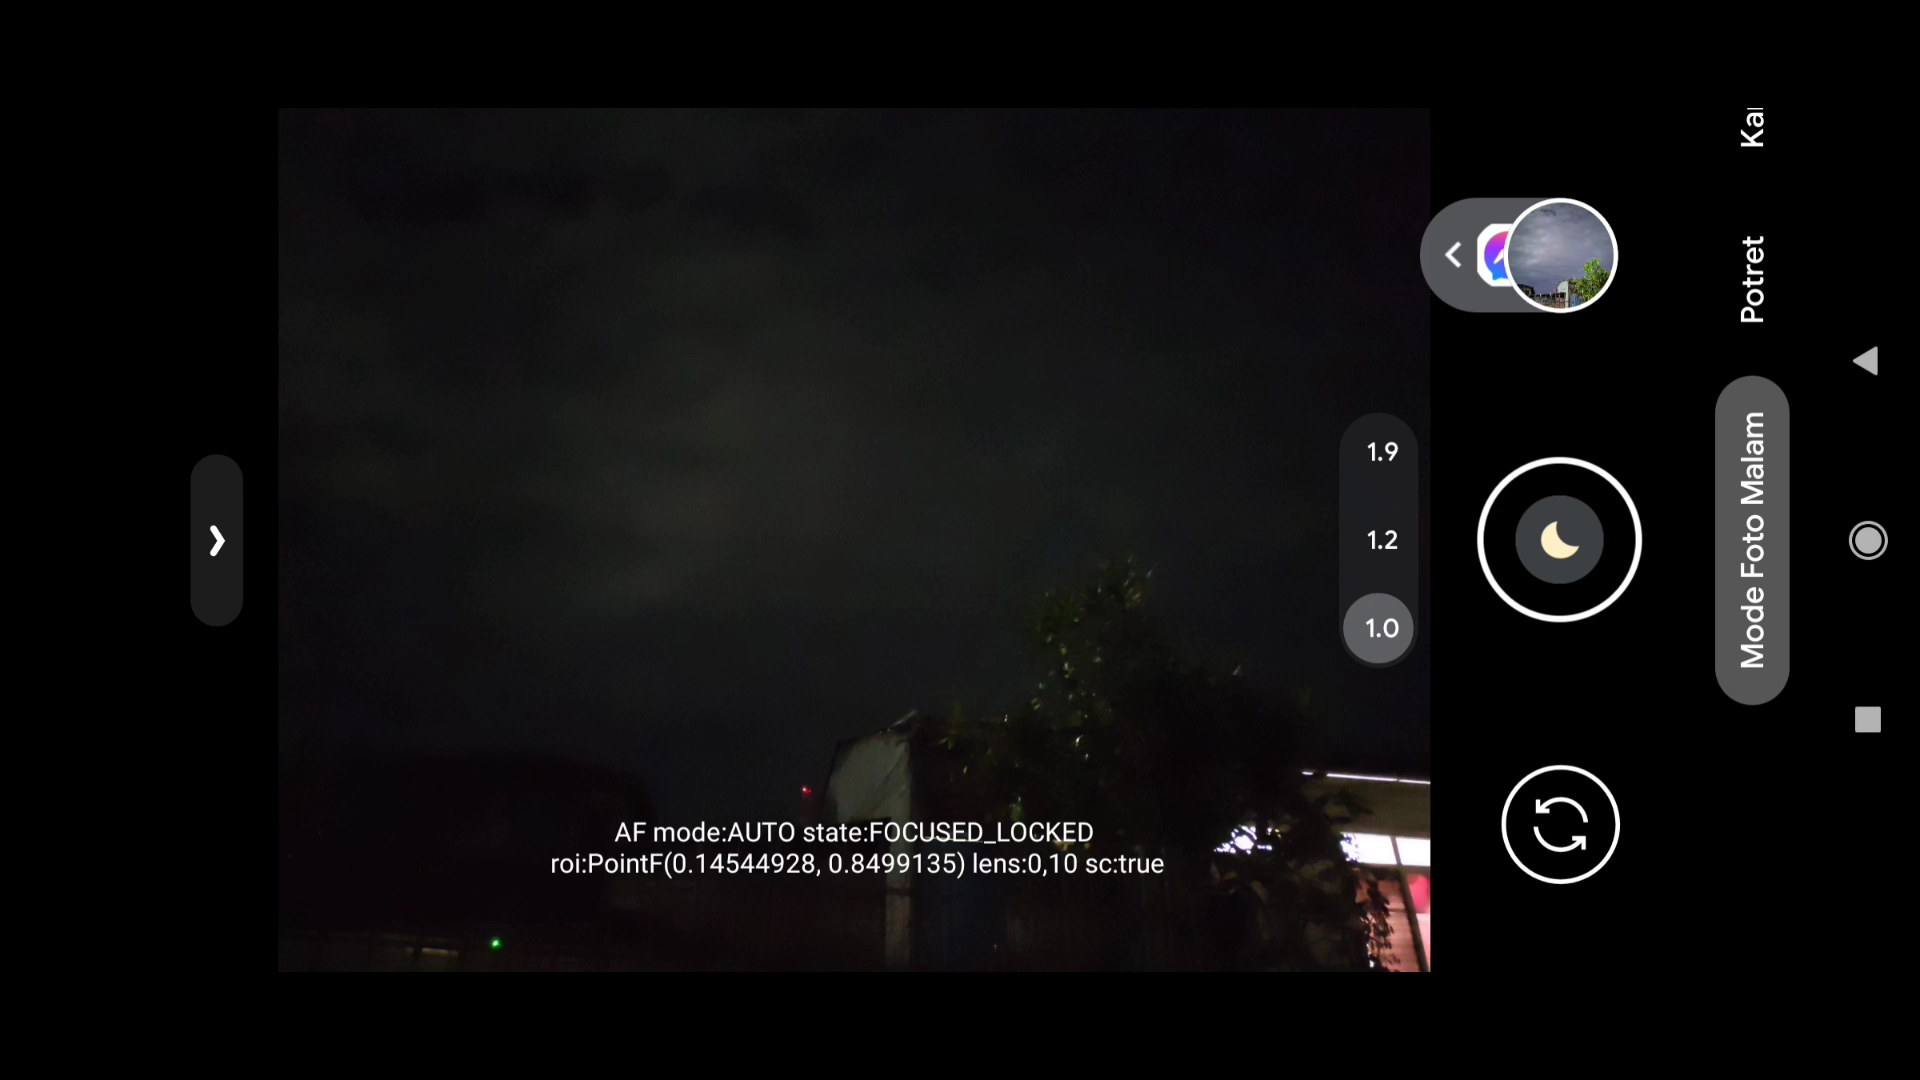 AF mode:AUTO state:FOCUSED_LOCKED
roi:PointF(0.14544928, 0.8499135) lens:0,10 sc:true
1.9
1.2
1.0
Mode Foto Malam
Potret